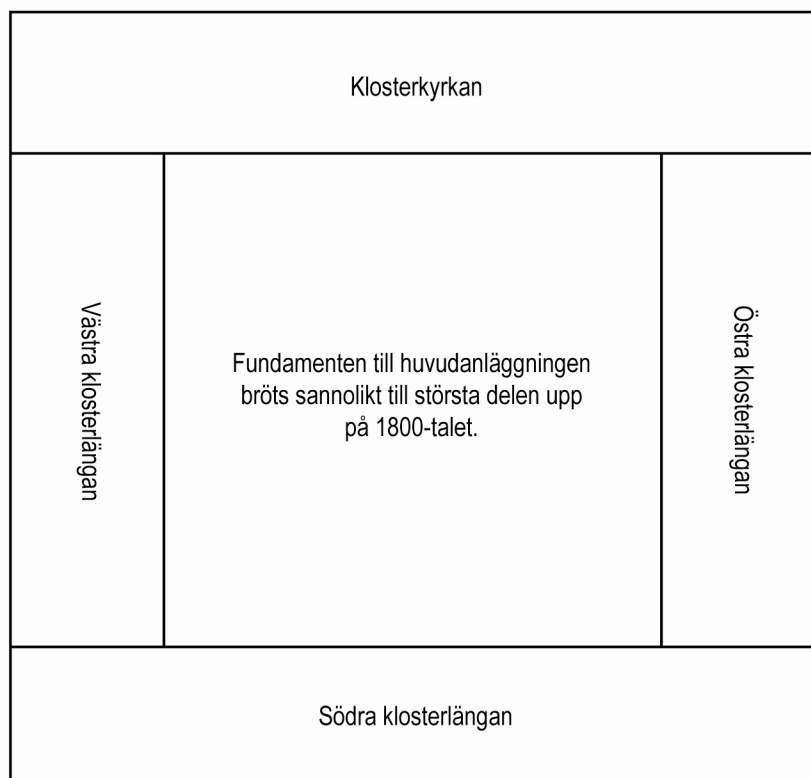 Klosterkyrkan
Västra klosterlängan
Fundamenten till huvudanläggningen
bröts sannolikt till största delen upp
på 1800-talet.
Östra klosterlängan
Södra klosterlängan